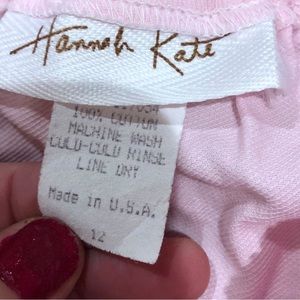 Hannah Kate
100% COTTON
MACHINE WASH
COLD-COLD RINSE
LINE DRY
Made in U.S.A.
12